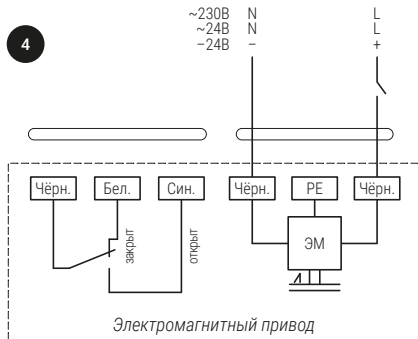 ~230В N L
~24В N L
−24В − +
4
Чёрн. Бел. Син. Чёрн. PE Чёрн.
закрыт
открыт
ЭМ
Электромагнитный привод